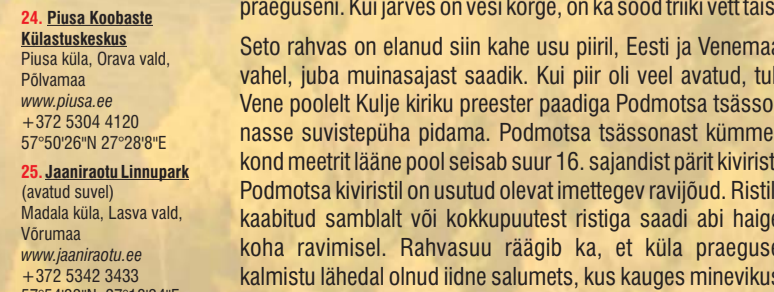 24. Piusa Koobaste
Külastuskeskus
Piusa küla, Orava vald,
Põlvamaa
www.piusa.ee
+372 5304 4120
57°50'26"N 27°28'8"E
25. Jaaniraotu Linnupark
(avatud suvel)
Madala küla, Lasva vald,
Võrumaa
www.jaaniraotu.ee
+372 5342 3433
praeguseni. Kui järves on vesi kõrge, on ka sood triiki vett täis
Seto rahvas on elanud siin kahe usu piiril, Eesti ja Venemaa
vahel, juba muinasajast saadik. Kui piir oli veel avatud, tul
Vene poolelt Kulje kiriku preester paadiga Podmotsa tsässo
nasse suvistepüha pidama. Podmotsa tsässonast kümme
kond meetrit lääne pool seisab suur 16. sajandist pärit kivirist
Podmotsa kiviristil on usutud olevat imettegev ravijõud. Ristil
kaabitud samblalt või kokkupuutest ristiga saadi abi haige
koha ravimisel. Rahvasuu räägib ka, et küla praeguse
kalmistu lähedal olnud iidne salumets, kus kauges minevikus